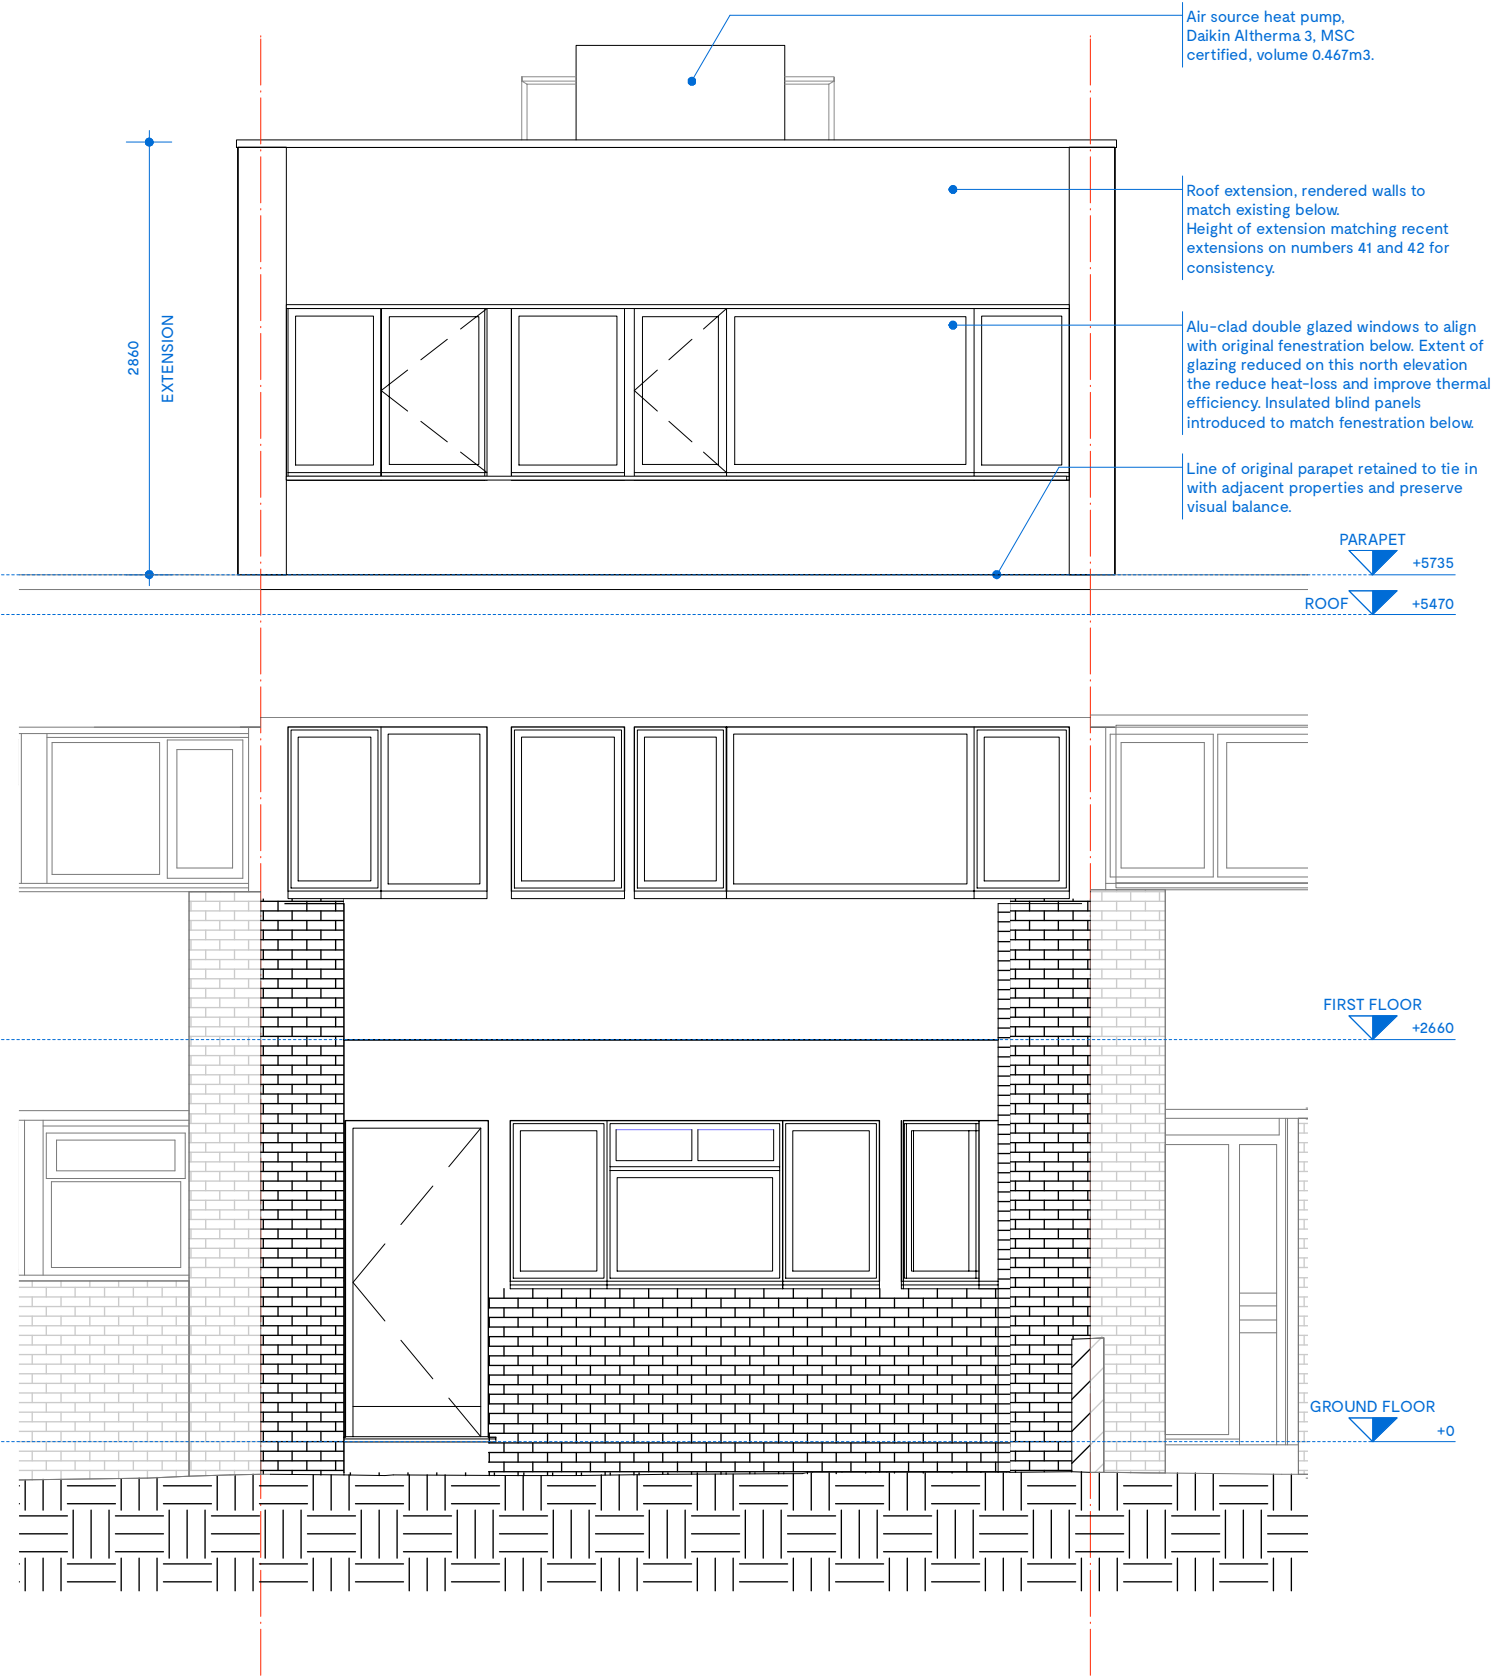 Air source heat pump,
Daikin Altherma 3, MSC
certified, volume 0.467m3.
Roof extension, rendered walls to
match existing below.
Height of extension matching recent
extensions on numbers 41 and 42 for
consistency.
2860
EXTENSION
Alu-clad double glazed windows to align
with original fenestration below. Extent of
glazing reduced on this north elevation
the reduce heat-loss and improve thermal
efficiency. Insulated blind panels
introduced to match fenestration below.
Line of original parapet retained to tie in
with adjacent properties and preserve
visual balance.
PARAPET
+5735
ROOF +5470
FIRST FLOOR
+2660
GROUND FLOOR
+0